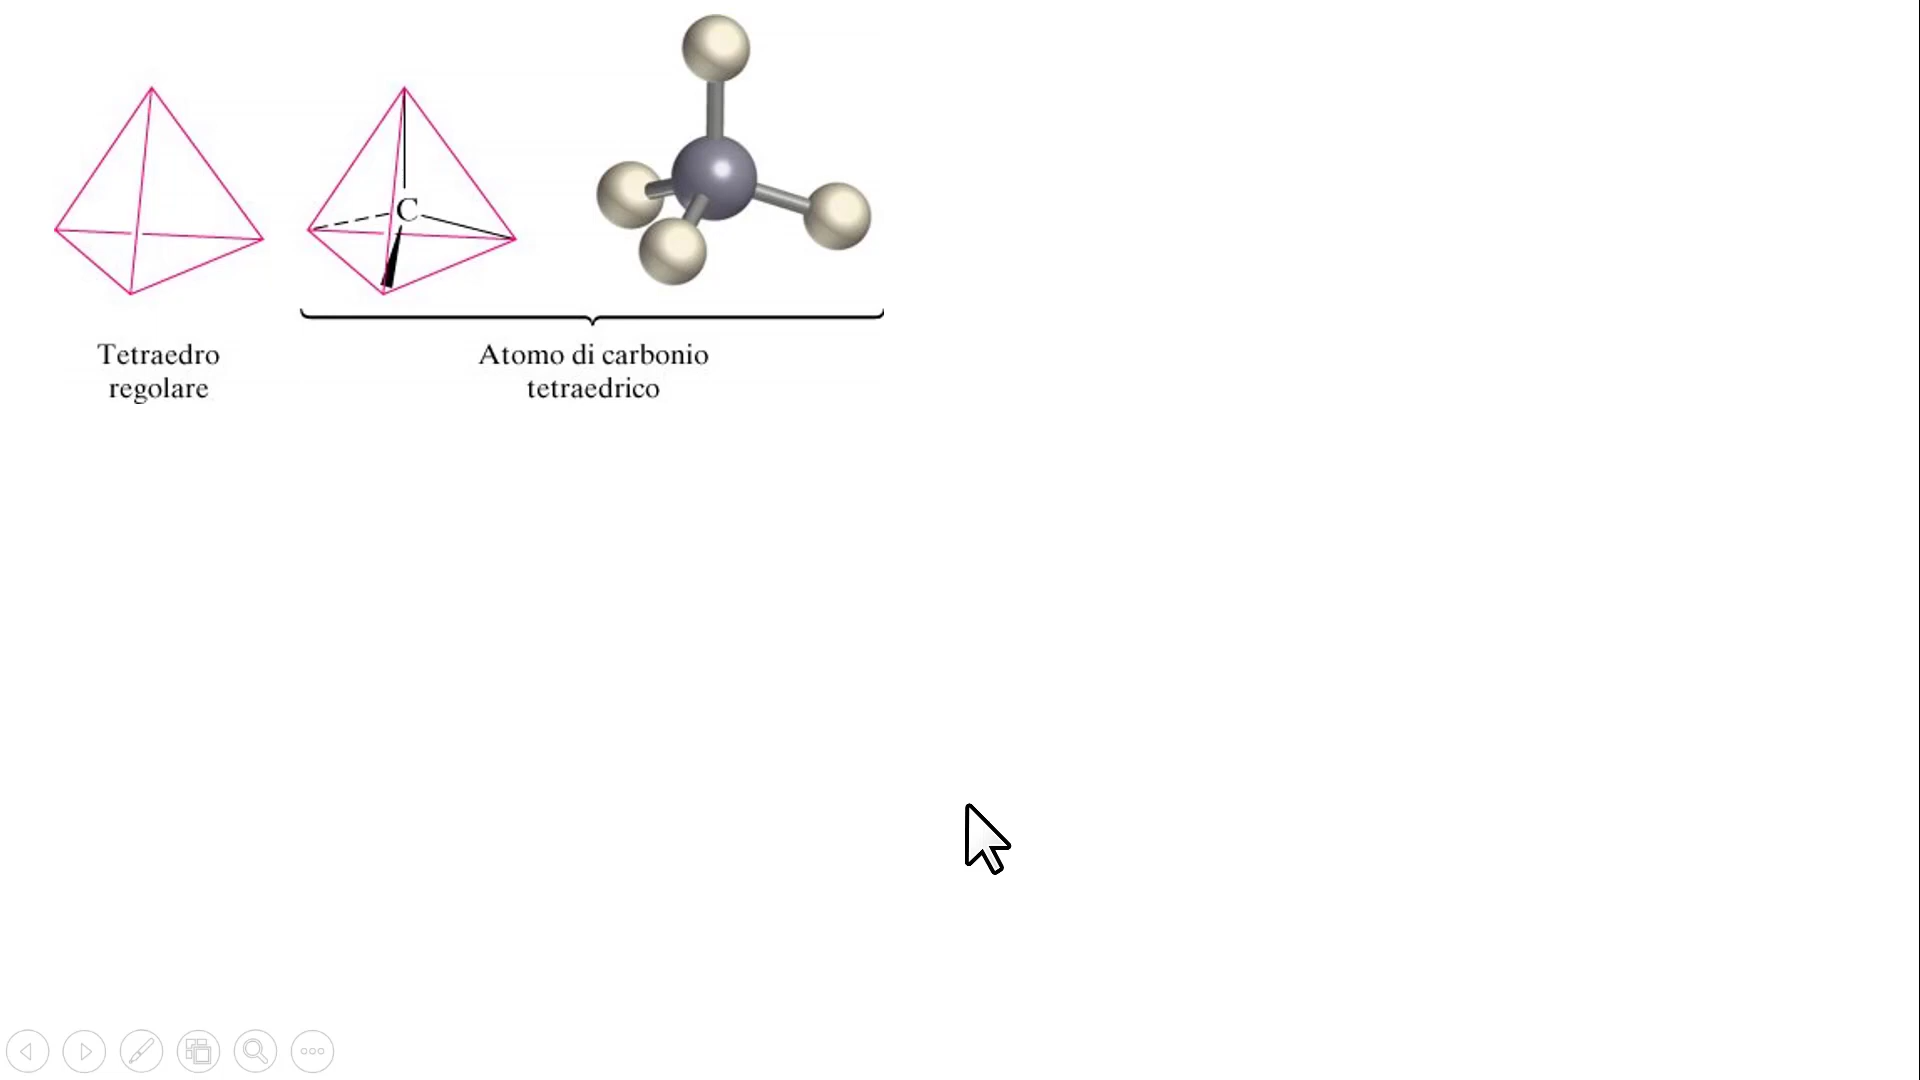 C
Tetraedro
regolare
Atomo di carbonio
tetraedrico